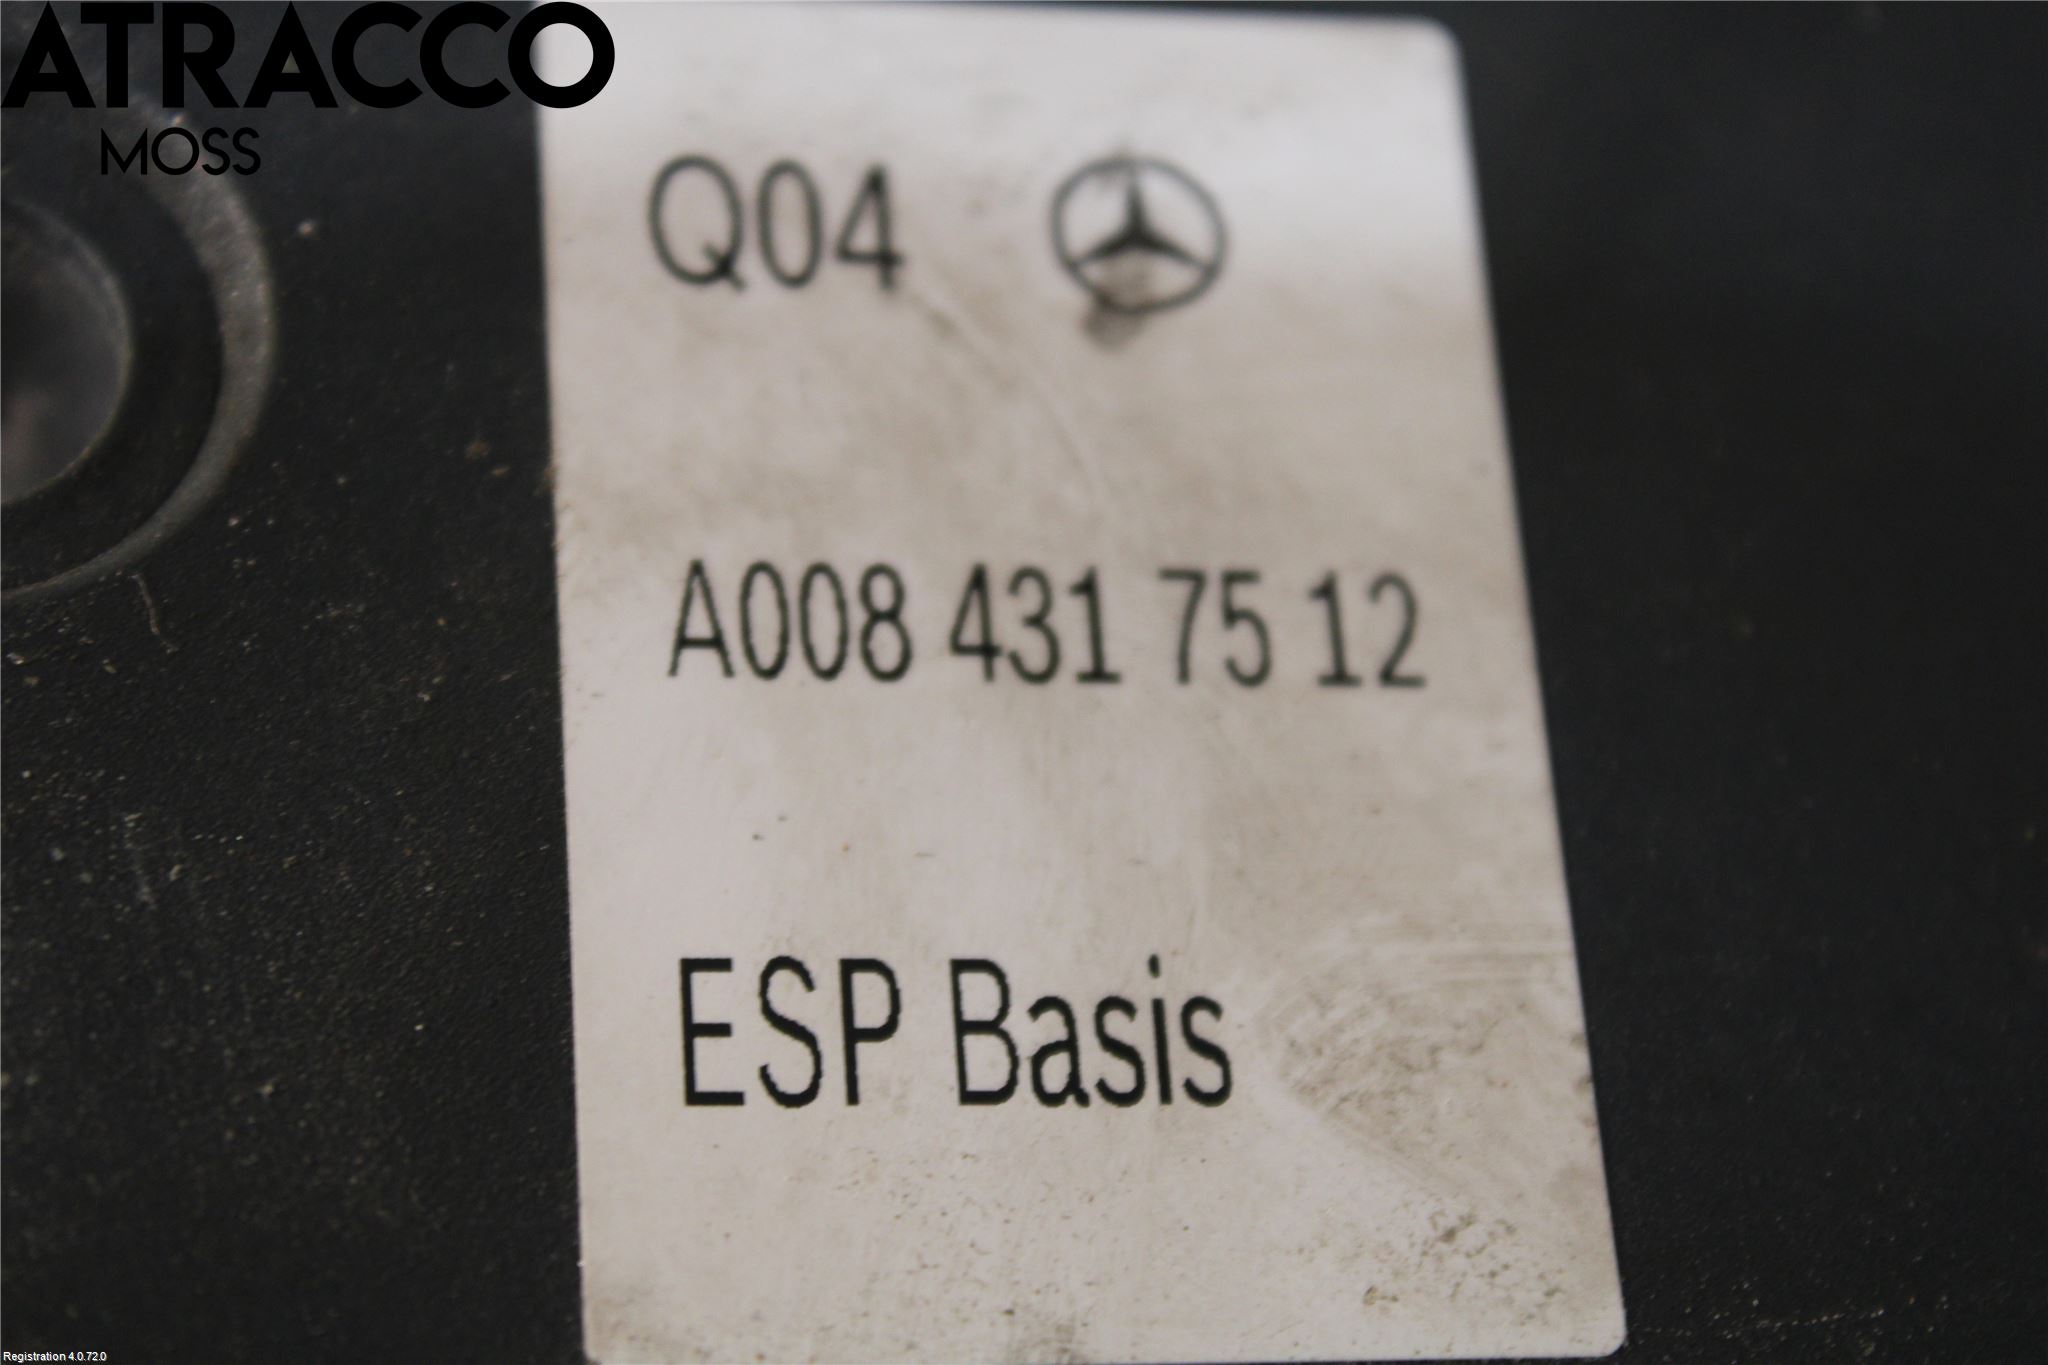 ATRACCO
MOSS
Q04
A008 431 75 12
ESP Basis
Registration 4.0.72.0